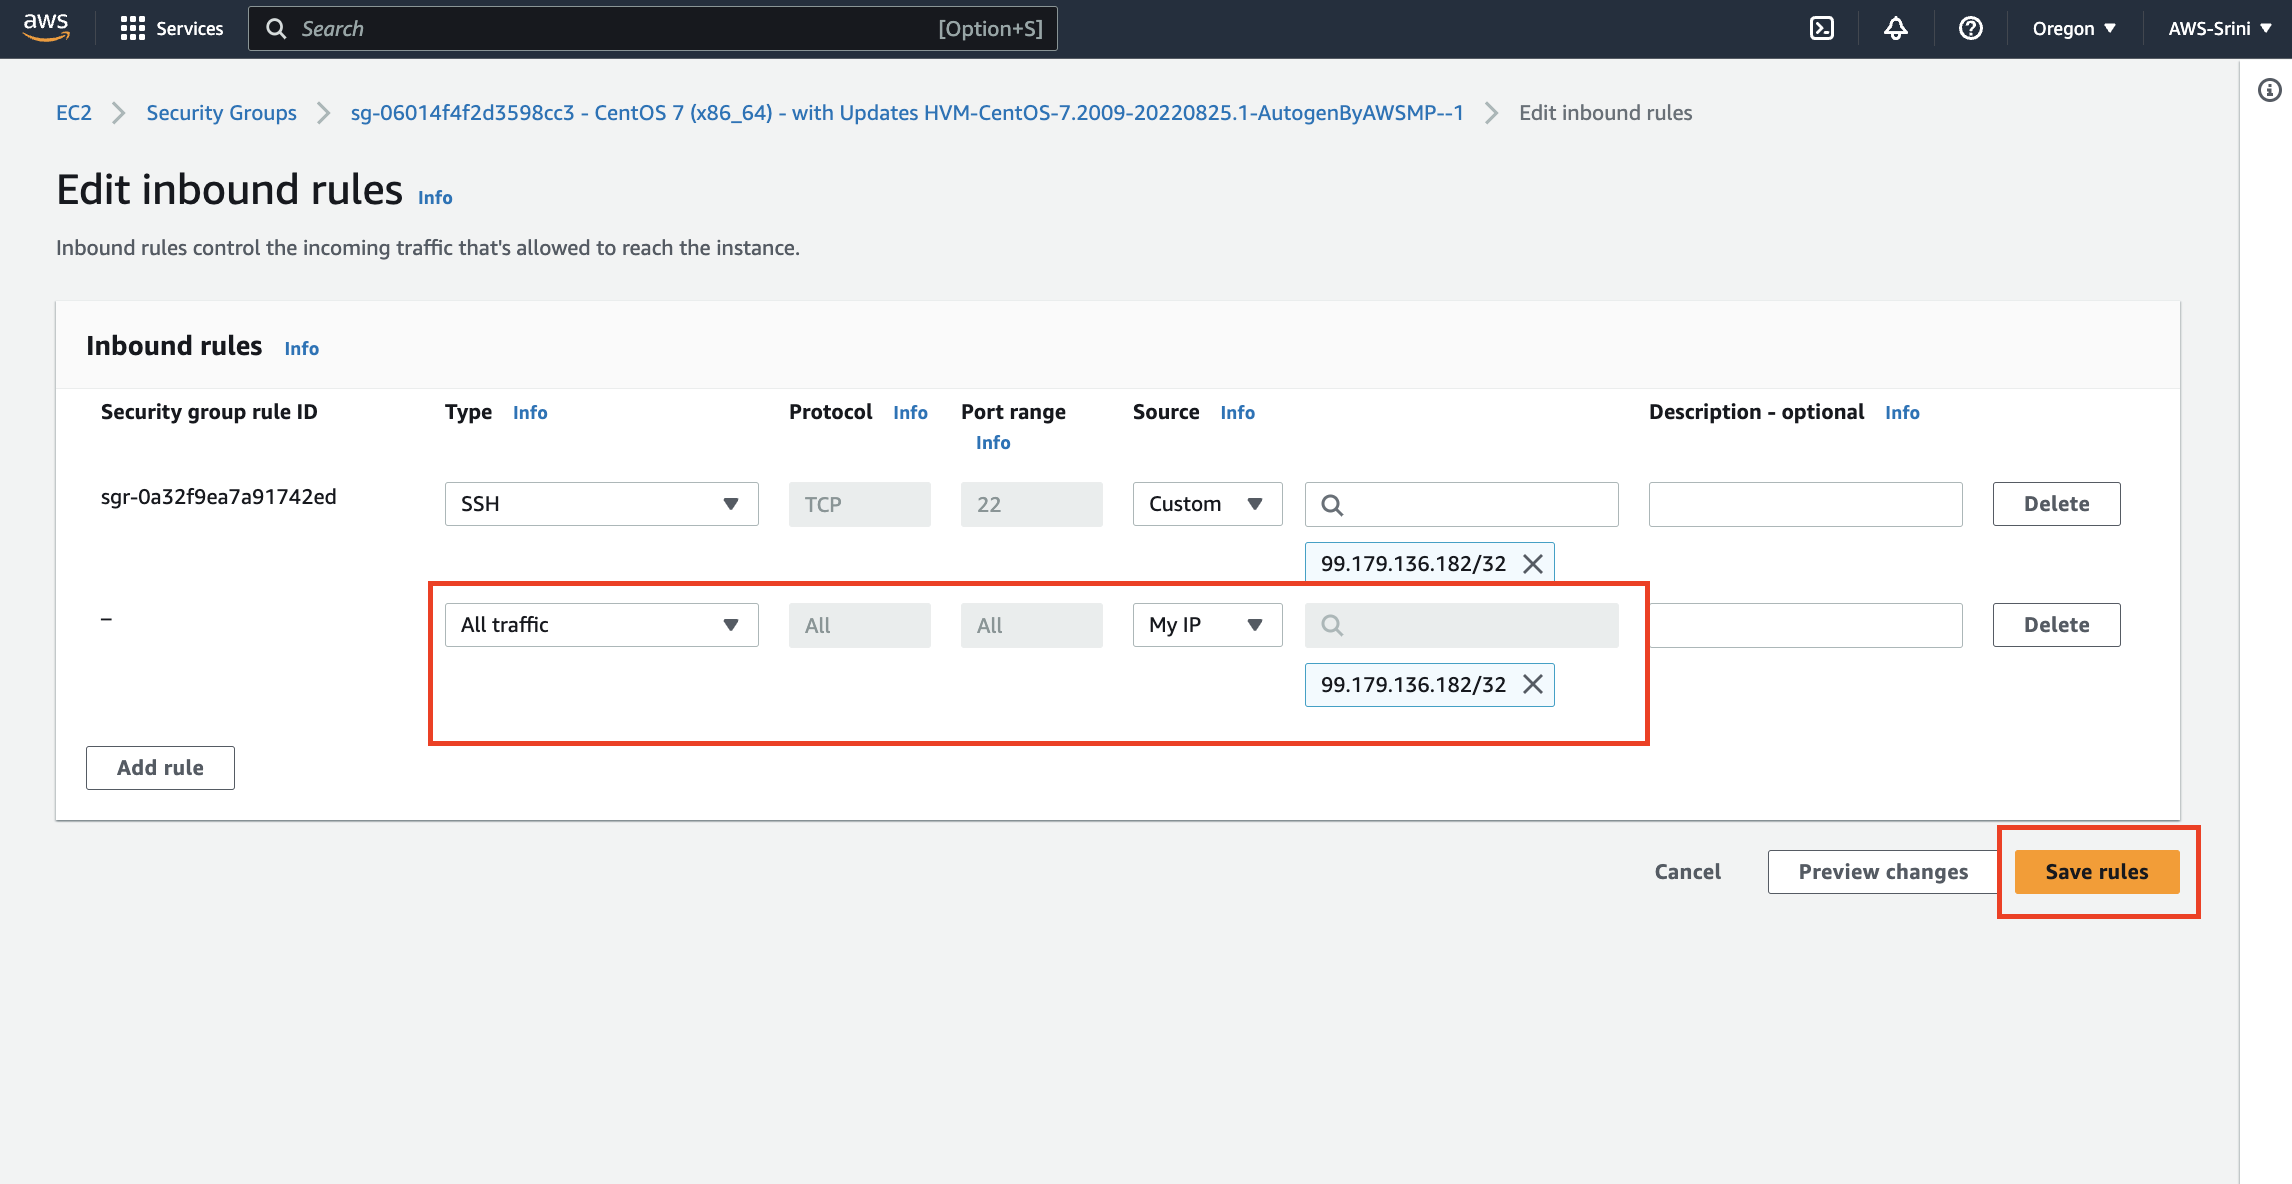 aws Services Search [Option+S] Oregon AWS-Srini
EC2 Security Groups sg-06014f4f2d3598cc3 - CentOS 7 (x86_64) - with Updates HVM-CentOS-7.2009-20220825.1-AutogenByAWSMP--1 Edit inbound rules
Edit inbound rules Info
Inbound rules control the incoming traffic that's allowed to reach the instance.
Inbound rules Info
Security group rule ID Type Info Protocol Info Port range Source Info Description - optional Info
Info
sgr-0a32f9ea7a91742ed SSH TCP 22 Custom Delete
99.179.136.182/32
– All traffic All All My IP Delete
99.179.136.182/32
Add rule
Cancel Preview changes Save rules